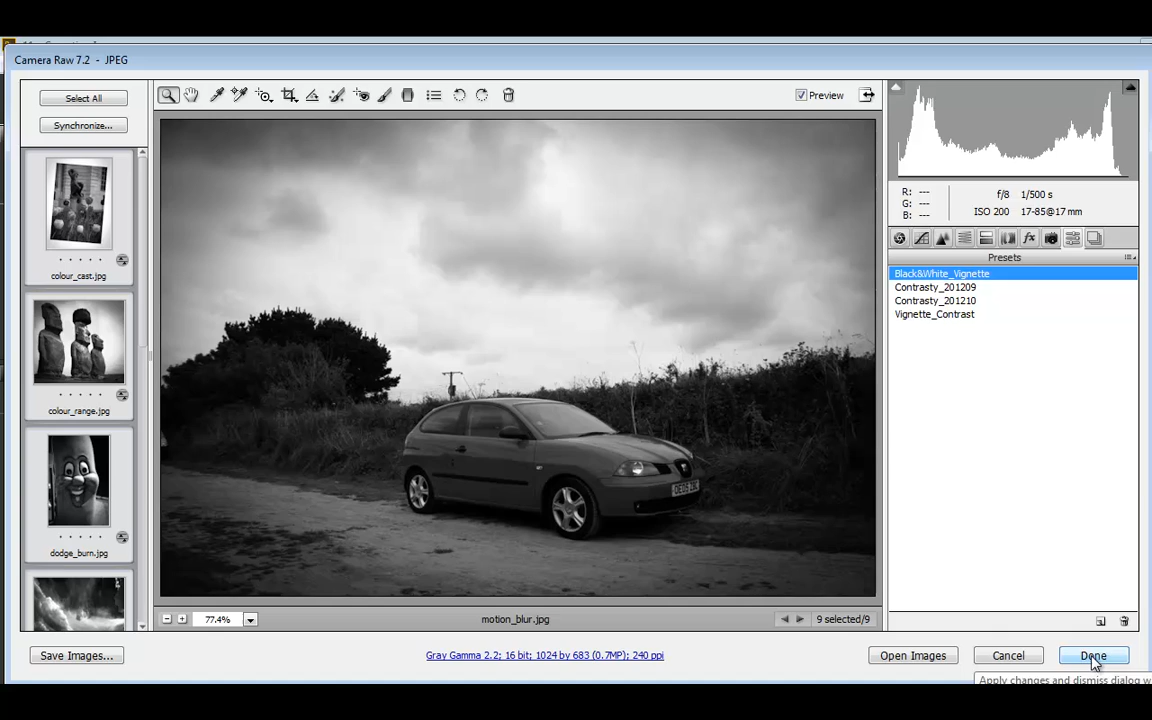 Camera Raw 7.2 - JPEG
Select All
Synchronize...
Preview
R: ---
G: ---
B: ---
f/8 1/500 s
ISO 200 17-85@17 mm
fx
Presets
Black&White_Vignette
Contrasty_201209
Contrasty_201210
Vignette_Contrast
colour_cast.jpg
colour_range.jpg
dodge_burn.jpg
77.4%
motion_blur.jpg
9 selected/9
Save Images...
Gray Gamma 2.2; 16 bit; 1024 by 683 (0.7MP); 240 ppi
Open Images
Cancel
Done
Apply changes and dismiss dialog w